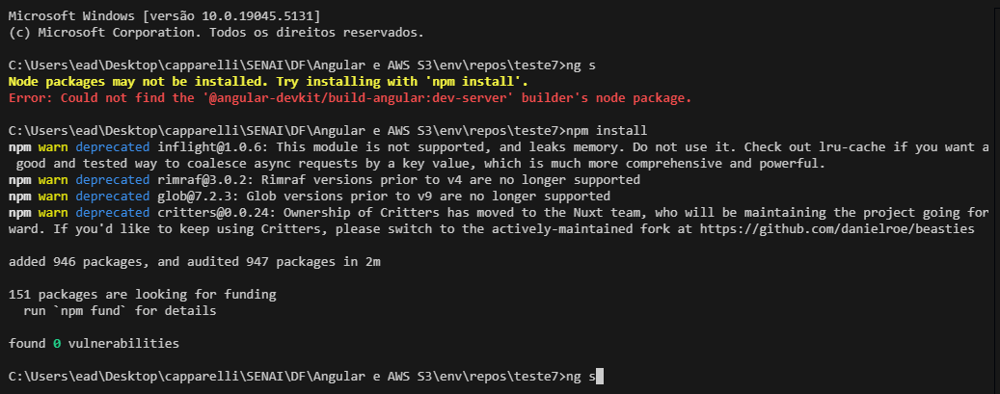 Microsoft Windows [versão 10.0.19045.5131]
(c) Microsoft Corporation. Todos os direitos reservados.
C:\Users\ead\Desktop\capparelli\SENAI\DF\Angular e AWS S3\env\repos\teste7>ng s
Node packages may not be installed. Try installing with 'npm install'.
Error: Could not find the '@angular-devkit/build-angular:dev-server' builder's node package.
C:\Users\ead\Desktop\capparelli\SENAI\DF\Angular e AWS S3\env\repos\teste7>npm install
npm warn deprecated inflight@1.0.6: This module is not supported, and leaks memory. Do not use it. Check out lru-cache if you want a
good and tested way to coalesce async requests by a key value, which is much more comprehensive and powerful.
npm warn deprecated rimraf@3.0.2: Rimraf versions prior to v4 are no longer supported
npm warn deprecated glob@7.2.3: Glob versions prior to v9 are no longer supported
npm warn deprecated critters@0.0.24: Ownership of Critters has moved to the Nuxt team, who will be maintaining the project going for
ward. If you'd like to keep using Critters, please switch to the actively-maintained fork at https://github.com/danielroe/beasties
added 946 packages, and audited 947 packages in 2m
151 packages are looking for funding
run `npm fund` for details
found 0 vulnerabilities
C:\Users\ead\Desktop\capparelli\SENAI\DF\Angular e AWS S3\env\repos\teste7>ng s